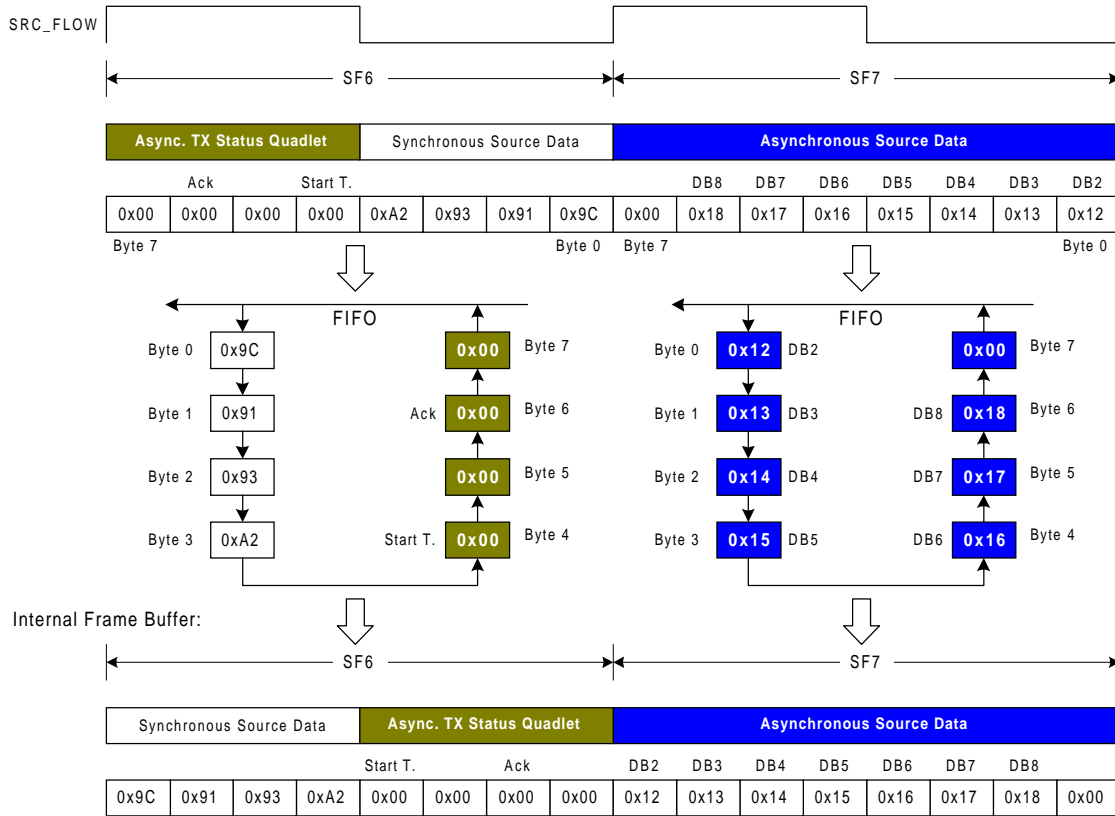 SRC_FLOW
SF6 SF7
Async. TX Status Quadlet Synchronous Source Data Asynchronous Source Data
Ack Start T. DB8 DB7 DB6 DB5 DB4 DB3 DB2
0x00 0x00 0x00 0x00 0xA2 0x93 0x91 0x9C 0x00 0x18 0x17 0x16 0x15 0x14 0x13 0x12
Byte 7 Byte 0 Byte 7 Byte 0
FIFO FIFO
Byte 0 0x9C 0x00 Byte 7 Byte 0 0x12 DB2 0x00 Byte 7
Byte 1 0x91 Ack 0x00 Byte 6 Byte 1 0x13 DB3 DB8 0x18 Byte 6
Byte 2 0x93 0x00 Byte 5 Byte 2 0x14 DB4 DB7 0x17 Byte 5
Byte 3 0xA2 Start T. 0x00 Byte 4 Byte 3 0x15 DB5 DB6 0x16 Byte 4
Internal Frame Buffer:
SF6 SF7
Synchronous Source Data Async. TX Status Quadlet Asynchronous Source Data
Start T. Ack DB2 DB3 DB4 DB5 DB6 DB7 DB8
0x9C 0x91 0x93 0xA2 0x00 0x00 0x00 0x00 0x12 0x13 0x14 0x15 0x16 0x17 0x18 0x00